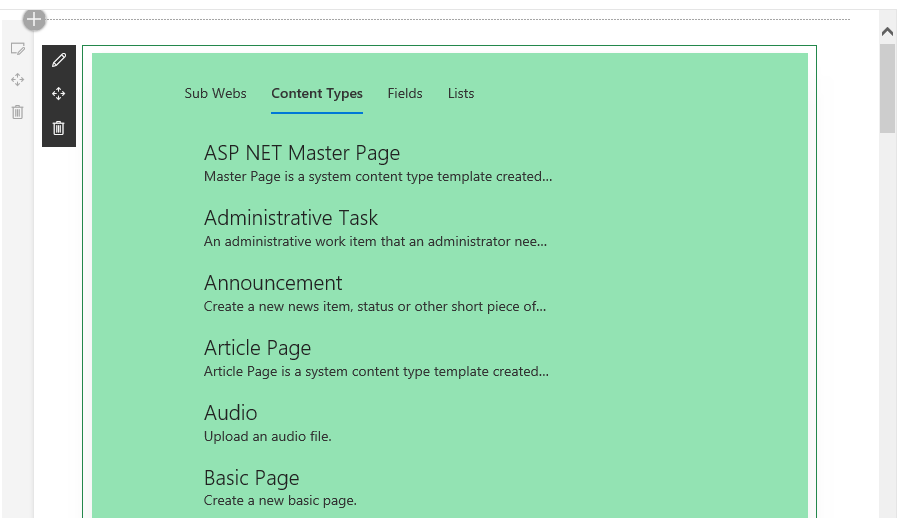 Sub Webs Content Types Fields Lists
ASP NET Master Page
Master Page is a system content type template created...
Administrative Task
An administrative work item that an administrator nee...
Announcement
Create a new news item, status or other short piece of...
Article Page
Article Page is a system content type template created...
Audio
Upload an audio file.
Basic Page
Create a new basic page.